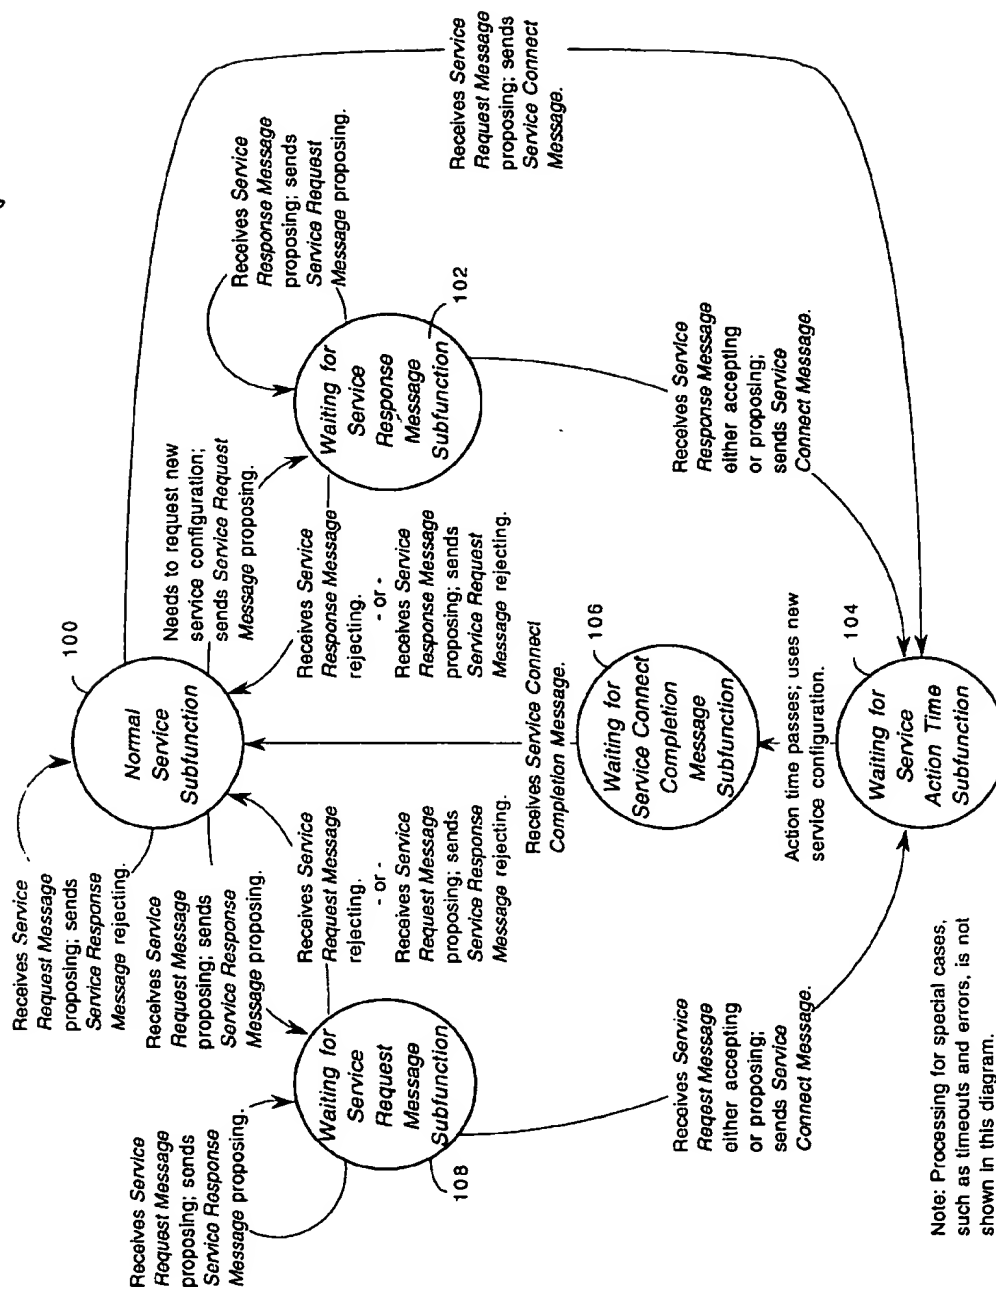 Receives Service
Request Message
proposing; sends
Service Response
Message rejecting.
100
Normal
Service
Subfunction
Receives Service
Request Message
proposing; sends
Service Response
Message proposing.
Needs to request new
service configuration;
sends Service Request
Message proposing.
Receives Service
Response Message
proposing; sends
Service Request
Message proposing.
Receives Service
Request Message
proposing; sends
Service Response
Message proposing.
Waiting for
Service
Request
Message
Subfunction
108
Receives Service
Request Message
rejecting.
- or -
Receives Service
Request Message
proposing; sends
Service Response
Message rejecting.
Receives Service
Response Message
rejecting.
- or -
Receives Service
Response Message
proposing; sends
Service Request
Message rejecting.
Waiting for
Service
Response
Message
Subfunction
102
Receives Service
Request Message
proposing; sends
Service Connect
Message.
Receives Service Connect
Completion Message.
106
Waiting for
Service Connect
Completion
Message
Subfunction
Receives Service
Reqest Message
either accepting
or proposing;
sends Service
Connect Message.
Receives Service
Response Message
either accepting
or proposing;
sends Service
Connect Message.
Action time passes; uses new
service configuration.
104
Waiting for
Service
Action Time
Subfunction
Note: Processing for special cases,
such as timeouts and errors, is not
shown in this diagram.